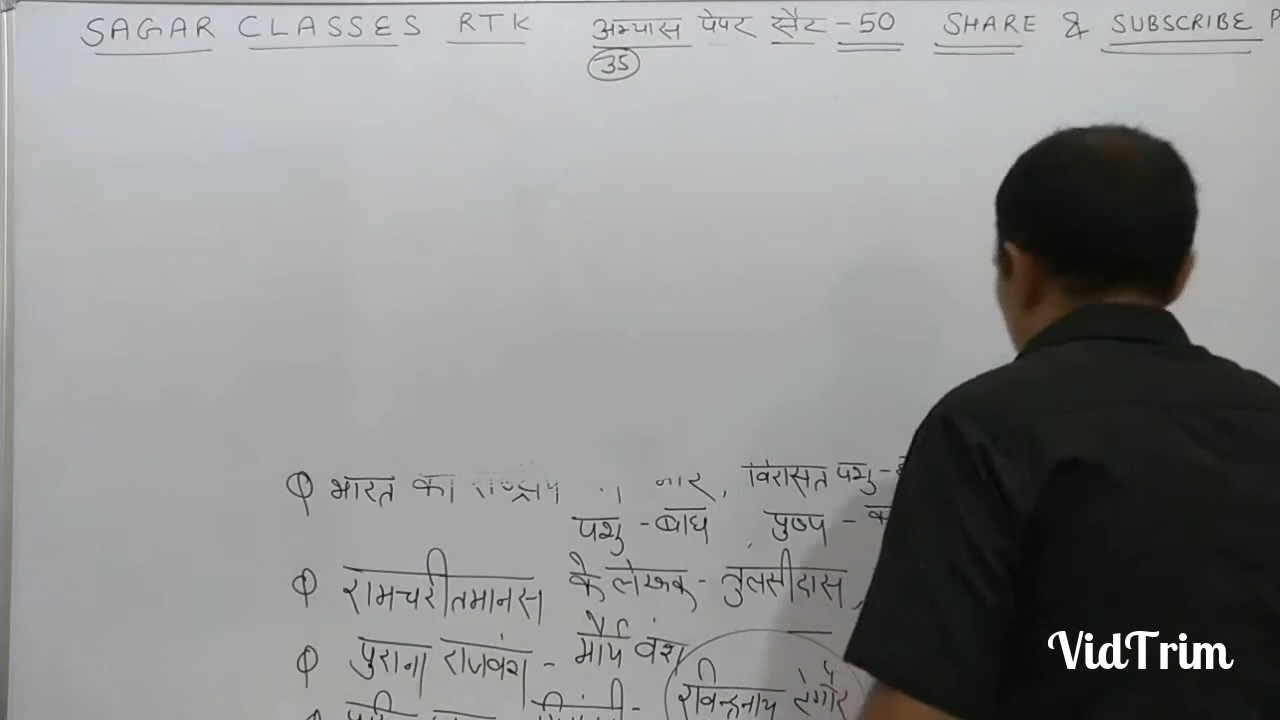 SAGAR CLASSES RTK अभ्यास पेपर सैट - 50 SHARE & SUBSCRIBE P
35
भारत का विरासत पशु -
पशु - बाघ , पुष्प -
रामचरीतमानस के लेखक - तुलसीदास ,
पुराना राजवंश - मौर्य वंश
रविन्द्रनाथ टैगोर
VidTrim